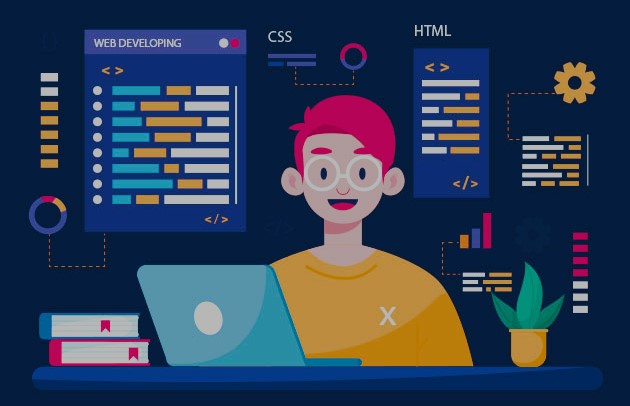 WEB DEVELOPING
< >
</>
CSS
HTML
< >
</>
X